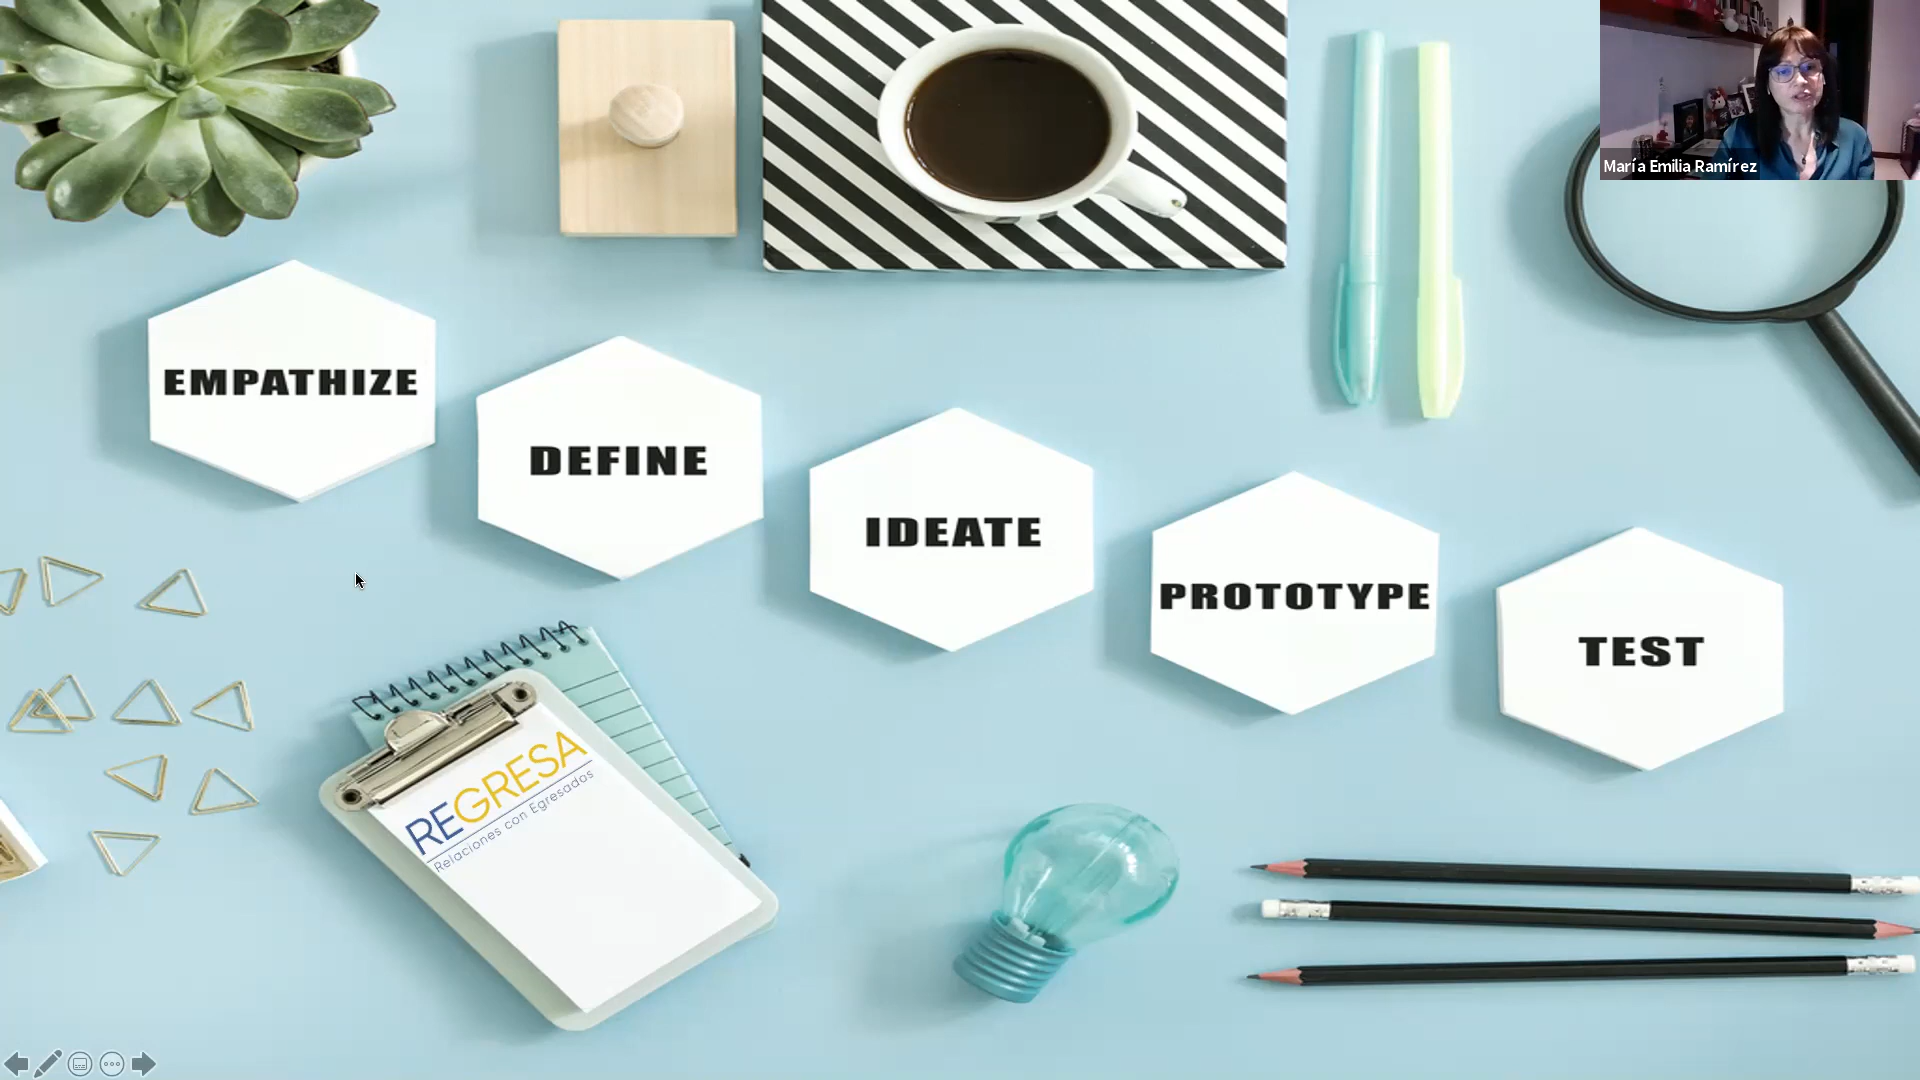 María Emilia Ramírez
EMPATHIZE
DEFINE
IDEATE
PROTOTYPE
TEST
REGRESA
Relaciones con Egresados